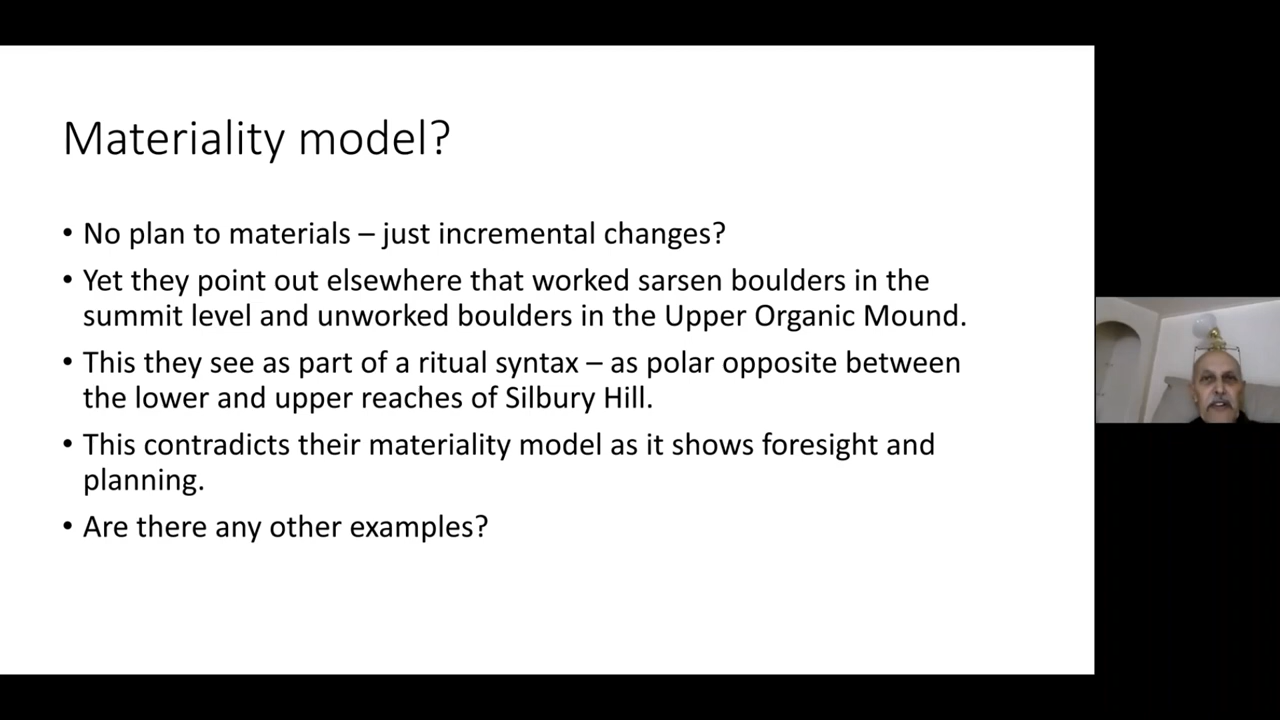 Materiality model?
• No plan to materials – just incremental changes?
• Yet they point out elsewhere that worked sarsen boulders in the
summit level and unworked boulders in the Upper Organic Mound.
• This they see as part of a ritual syntax – as polar opposite between
the lower and upper reaches of Silbury Hill.
• This contradicts their materiality model as it shows foresight and
planning.
• Are there any other examples?